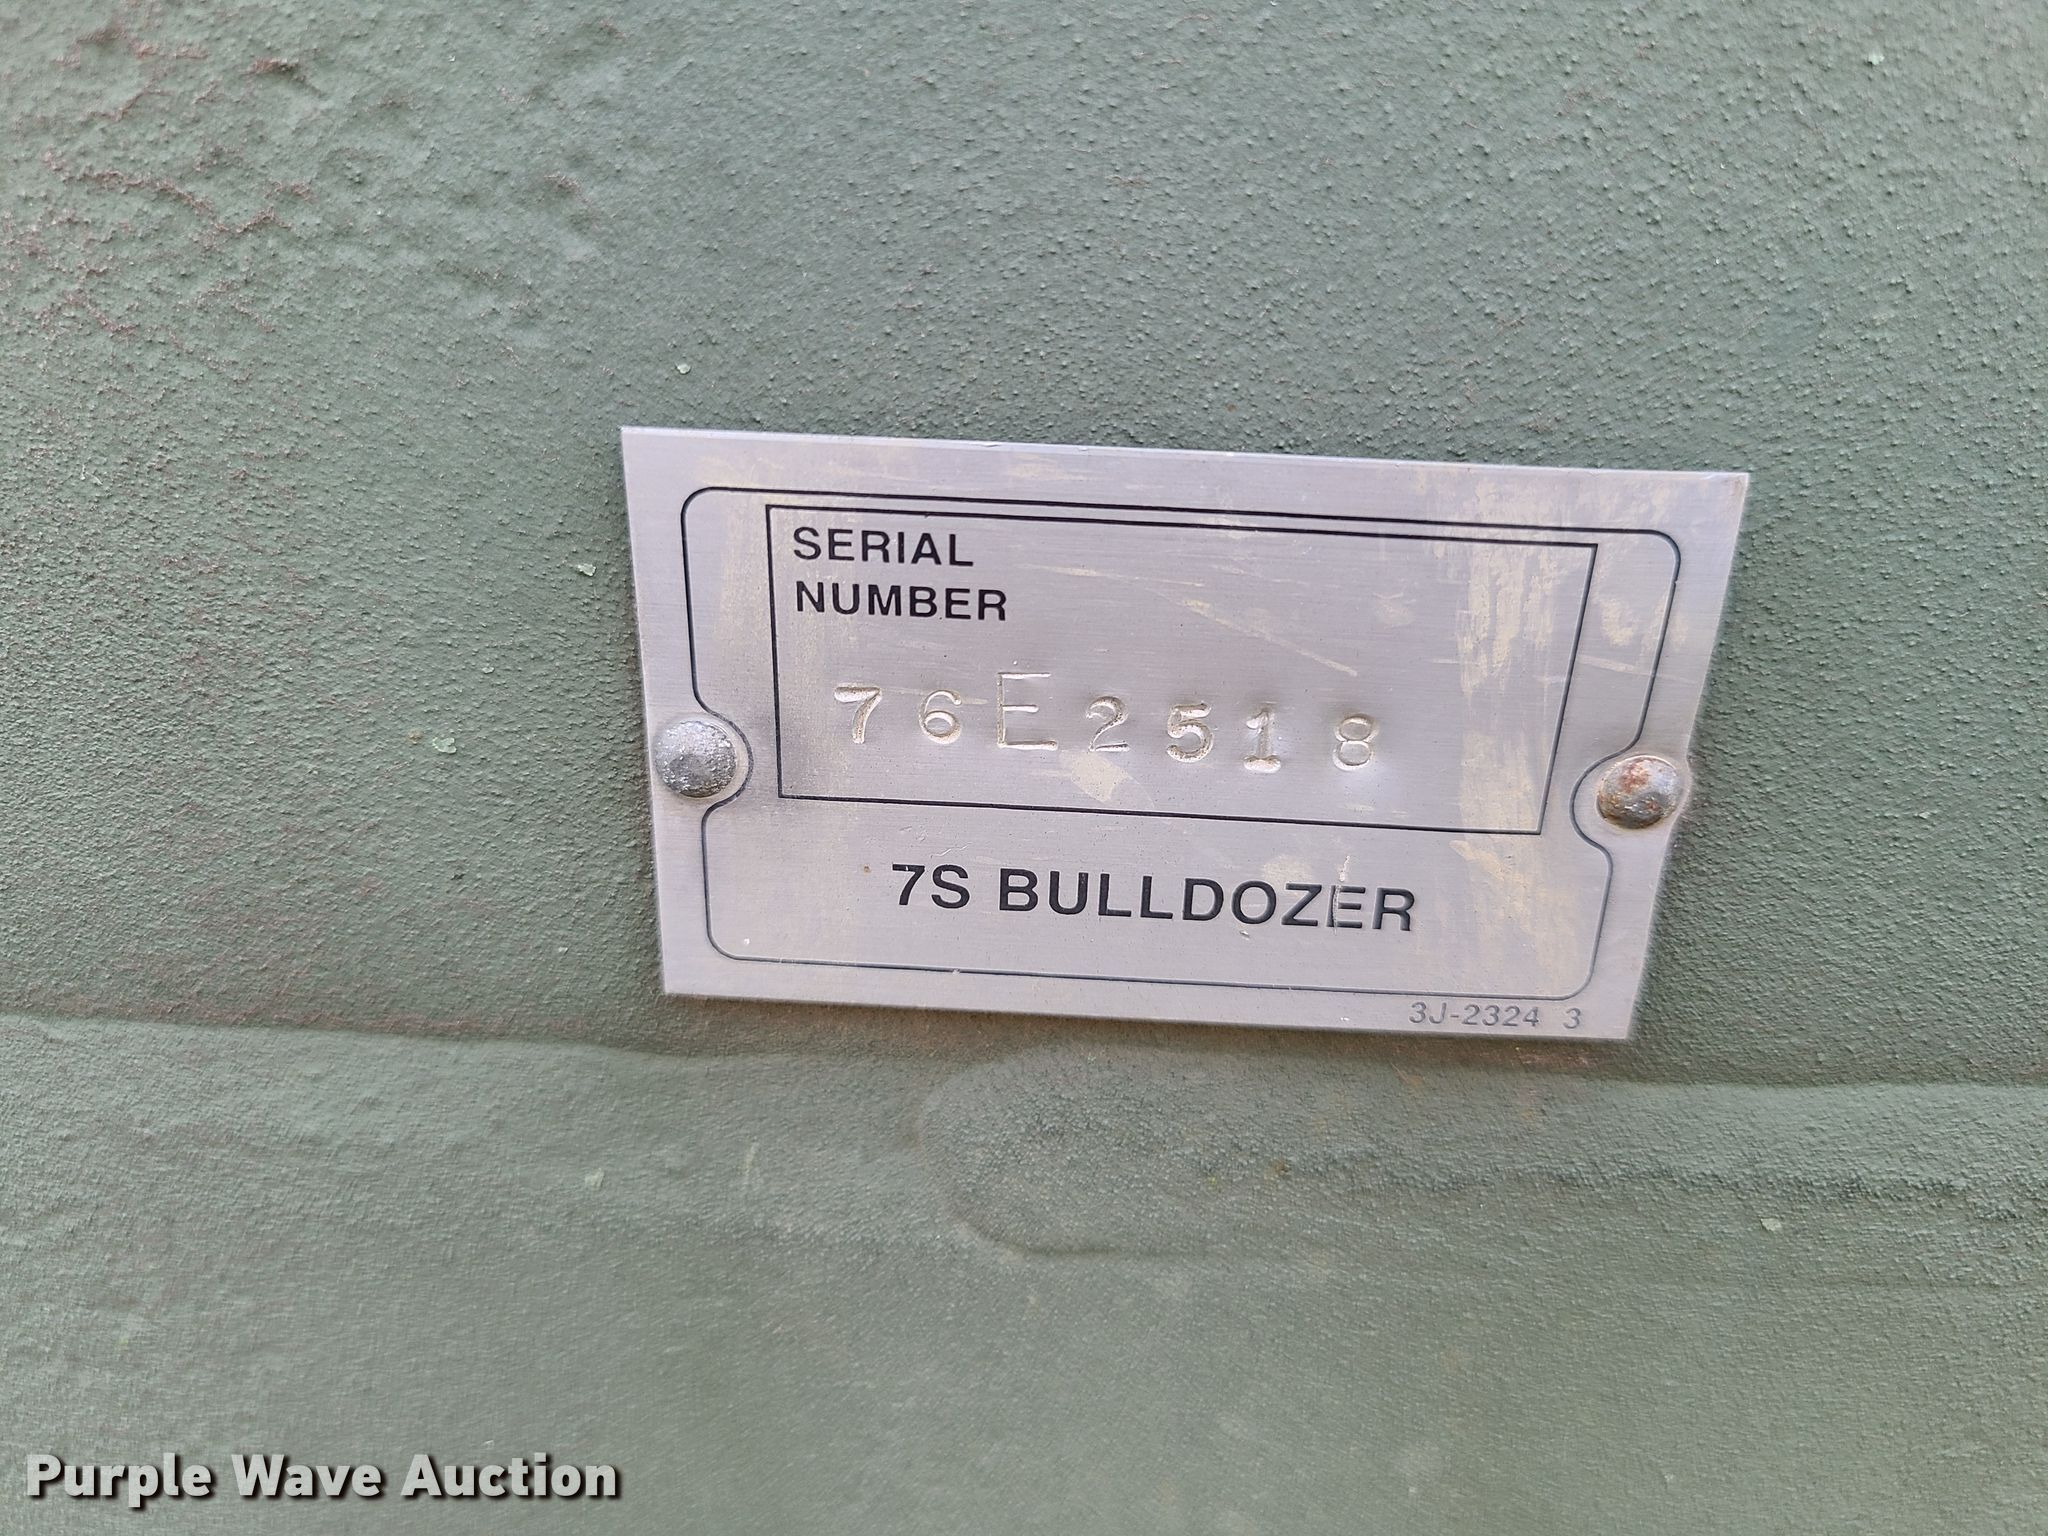 SERIAL
NUMBER
76E2518
7S BULLDOZER
3J-2324 3
Purple Wave Auction